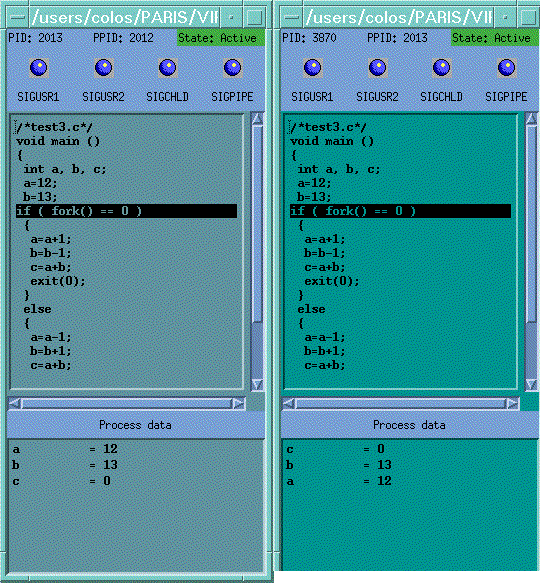 /users/colos/PARIS/VII
PID: 2013 PPID: 2012 State: Active
SIGUSR1 SIGUSR2 SIGCHLD SIGPIPE
/*test3.c*/
void main ()
{
int a, b, c;
a=12;
b=13;
if ( fork() == 0 )
{
a=a+1;
b=b-1;
c=a+b;
exit(0);
}
else
{
a=a-1;
b=b+1;
c=a+b;
Process data
a = 12
b = 13
c = 0
/users/colos/PARIS/VII
PID: 3870 PPID: 2013 State: Active
SIGUSR1 SIGUSR2 SIGCHLD SIGPIPE
/*test3.c*/
void main ()
{
int a, b, c;
a=12;
b=13;
if ( fork() == 0 )
{
a=a+1;
b=b-1;
c=a+b;
exit(0);
}
else
{
a=a-1;
b=b+1;
c=a+b;
Process data
c = 0
b = 13
a = 12